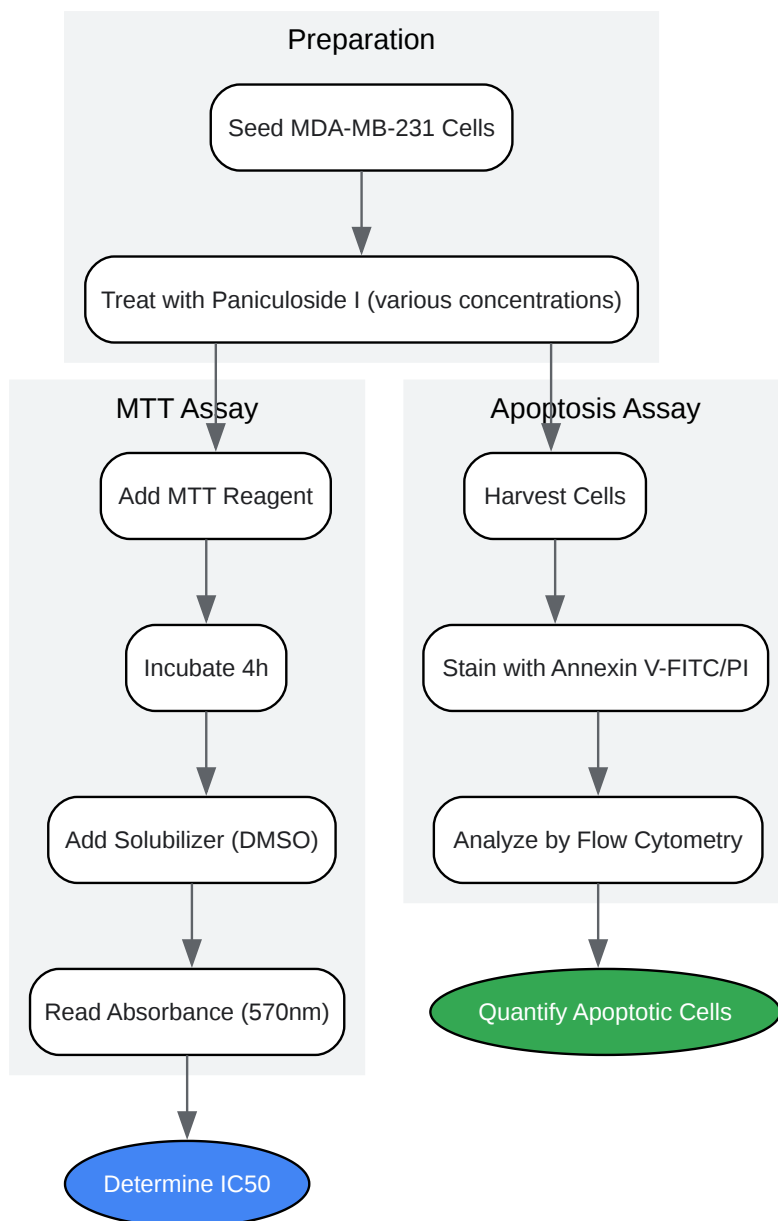 Preparation
Seed MDA-MB-231 Cells
Treat with Paniculoside I (various concentrations)
MTT Assay
Add MTT Reagent
Incubate 4h
Add Solubilizer (DMSO)
Read Absorbance (570nm)
Determine IC50
Apoptosis Assay
Harvest Cells
Stain with Annexin V-FITC/PI
Analyze by Flow Cytometry
Quantify Apoptotic Cells